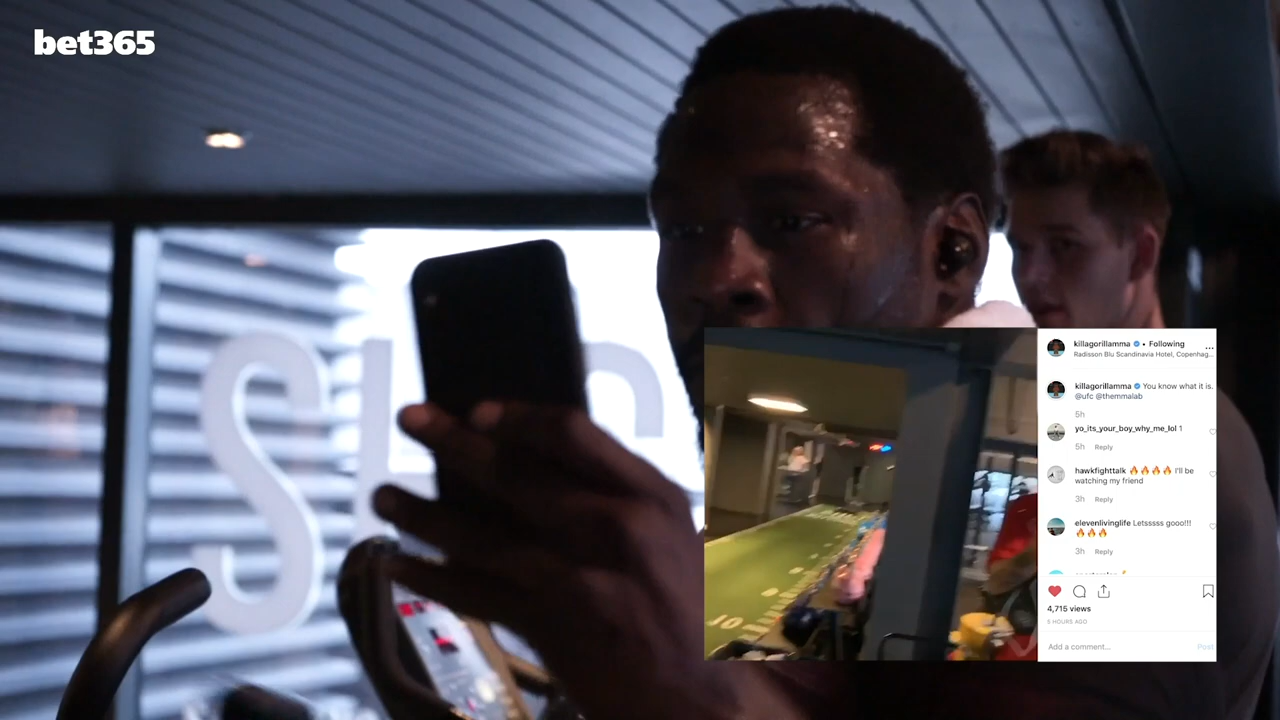 bet365
killagorillamma • Following
Radisson Blu Scandinavia Hotel, Copenhag...
killagorillamma You know what it is.
@ufc @themmalab
5h
yo_its_your_boy_why_me_lol 1
5h Reply
hawkfighttalk 🔥🔥🔥🔥 I'll be
watching my friend
3h Reply
elevenlivinglife Letsssss gooo!!!
🔥🔥🔥
3h Reply
4,715 views
5 HOURS AGO
Add a comment... Post
10